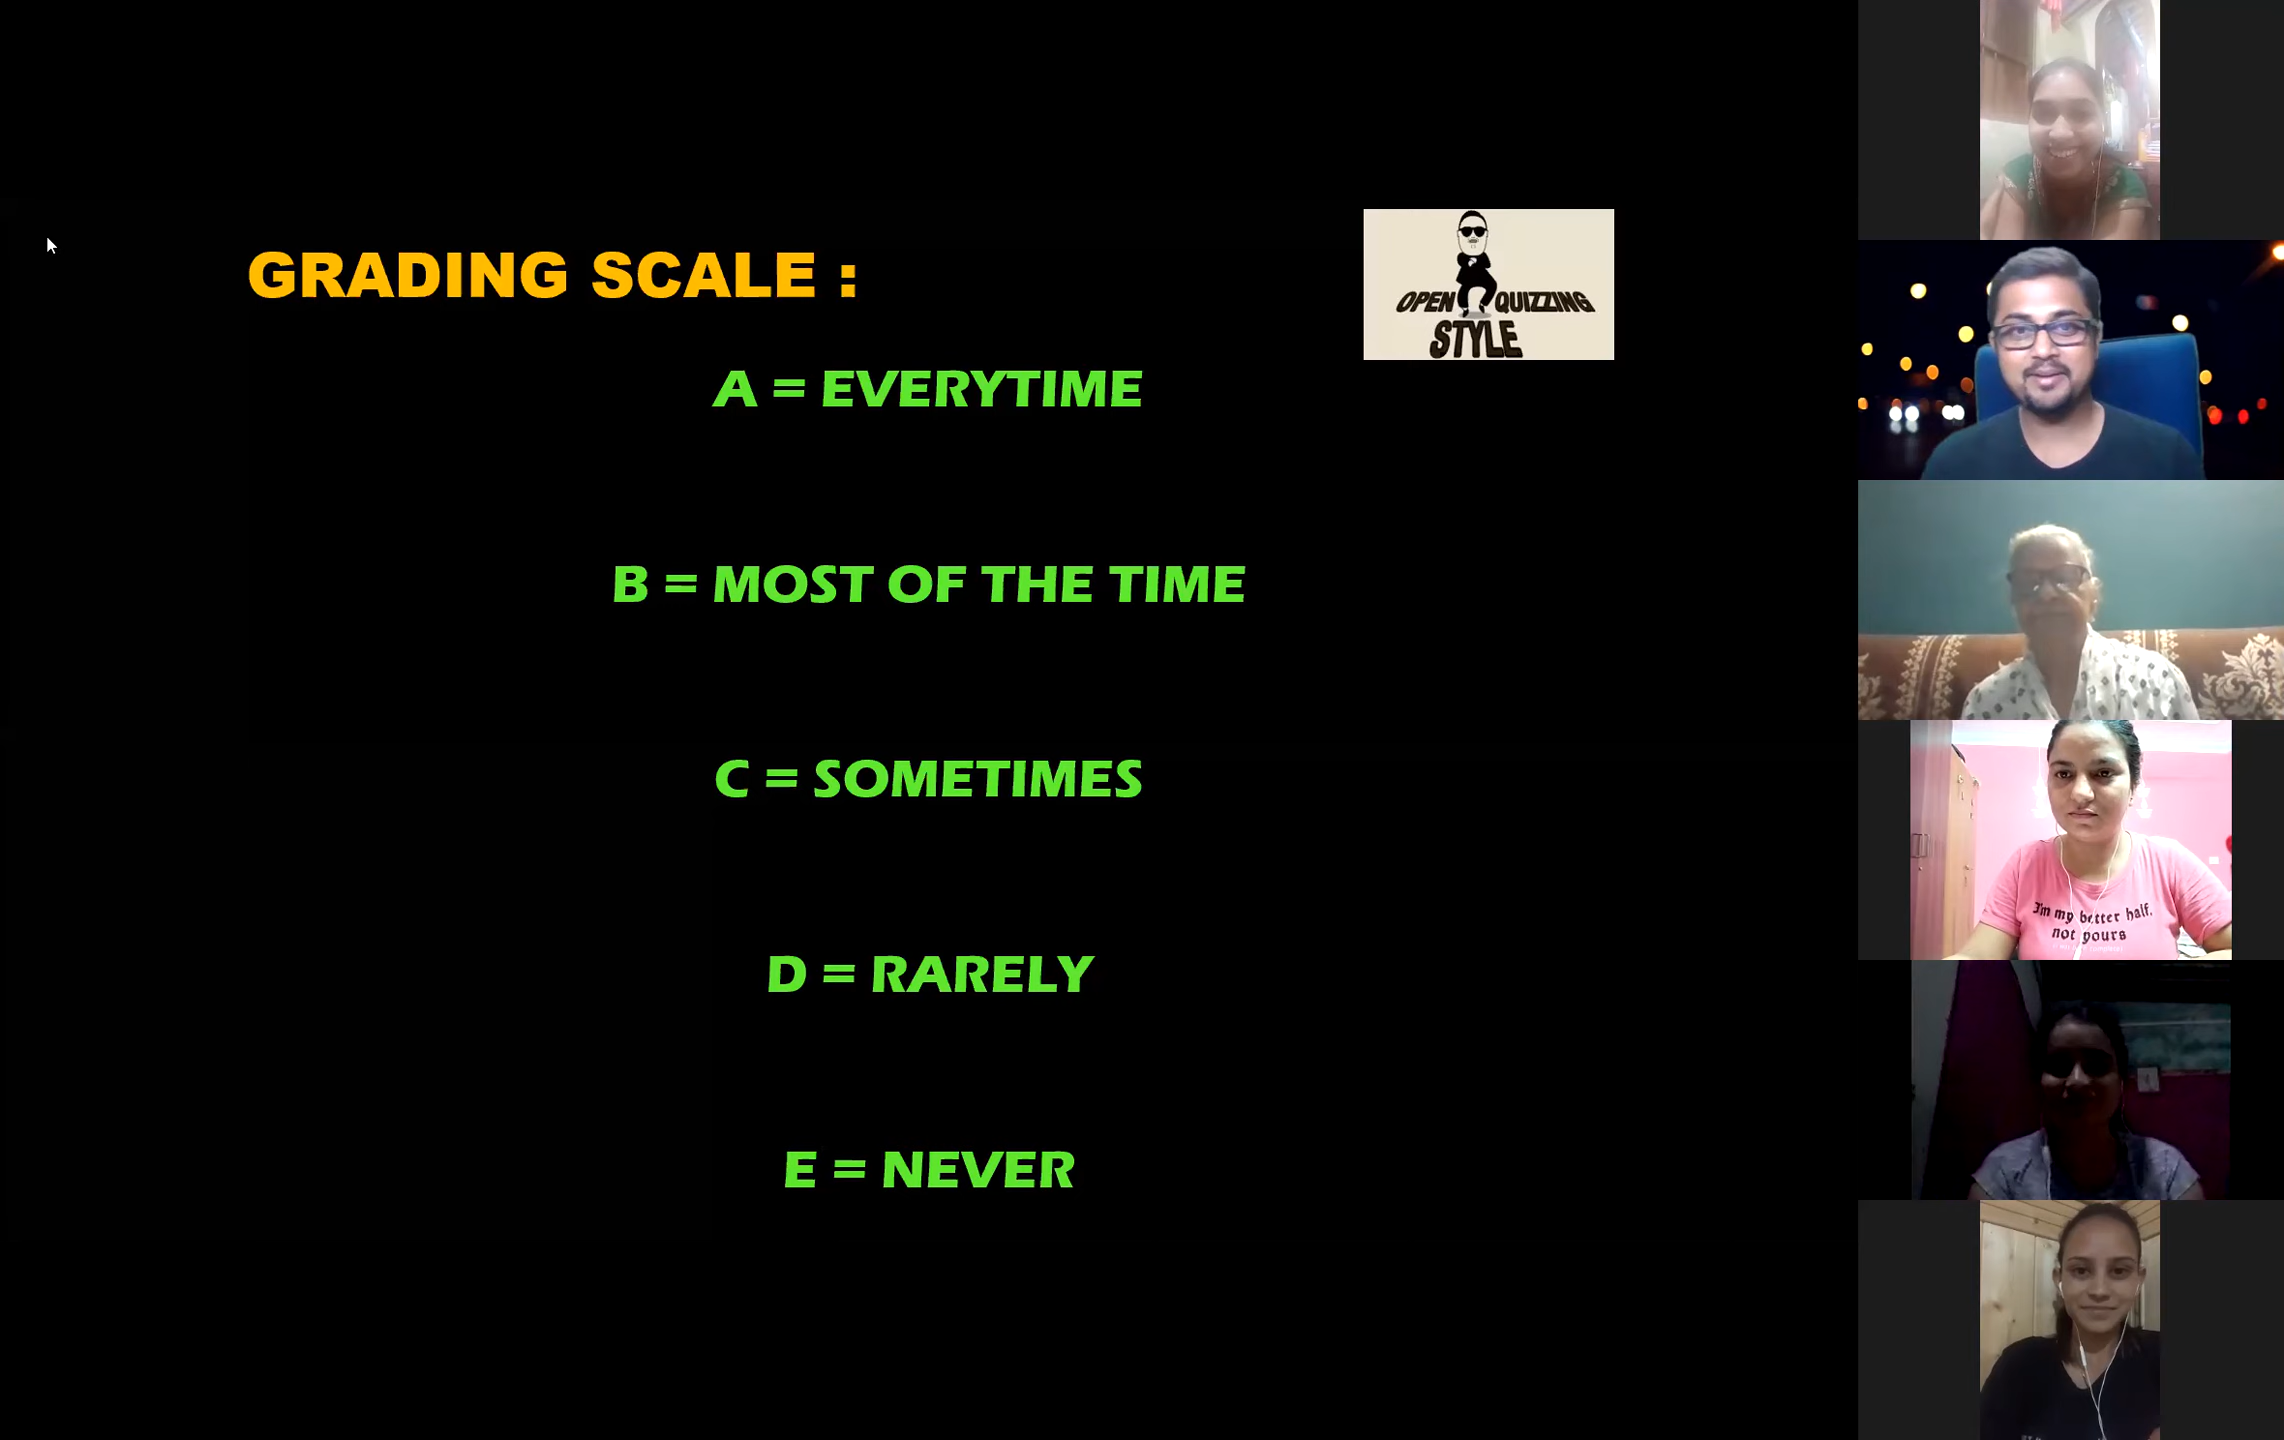 GRADING SCALE :
OPEN QUIZZING
STYLE
A = EVERYTIME
B = MOST OF THE TIME
C = SOMETIMES
D = RARELY
E = NEVER
I'm my better half,
not yours